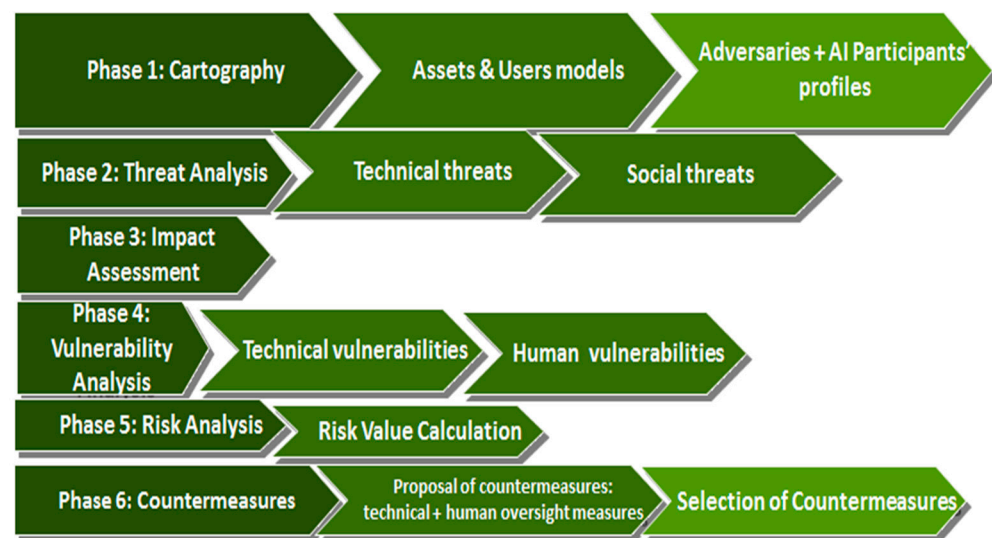 Phase 1: Cartography
Assets & Users models
Adversaries + AI Participants'
profiles
Phase 2: Threat Analysis
Technical threats
Social threats
Phase 3: Impact
Assessment
Phase 4:
Vulnerability
Analysis
Technical vulnerabilities
Human vulnerabilities
Phase 5: Risk Analysis
Risk Value Calculation
Phase 6: Countermeasures
Proposal of countermeasures:
technical + human oversight measures
Selection of Countermeasures